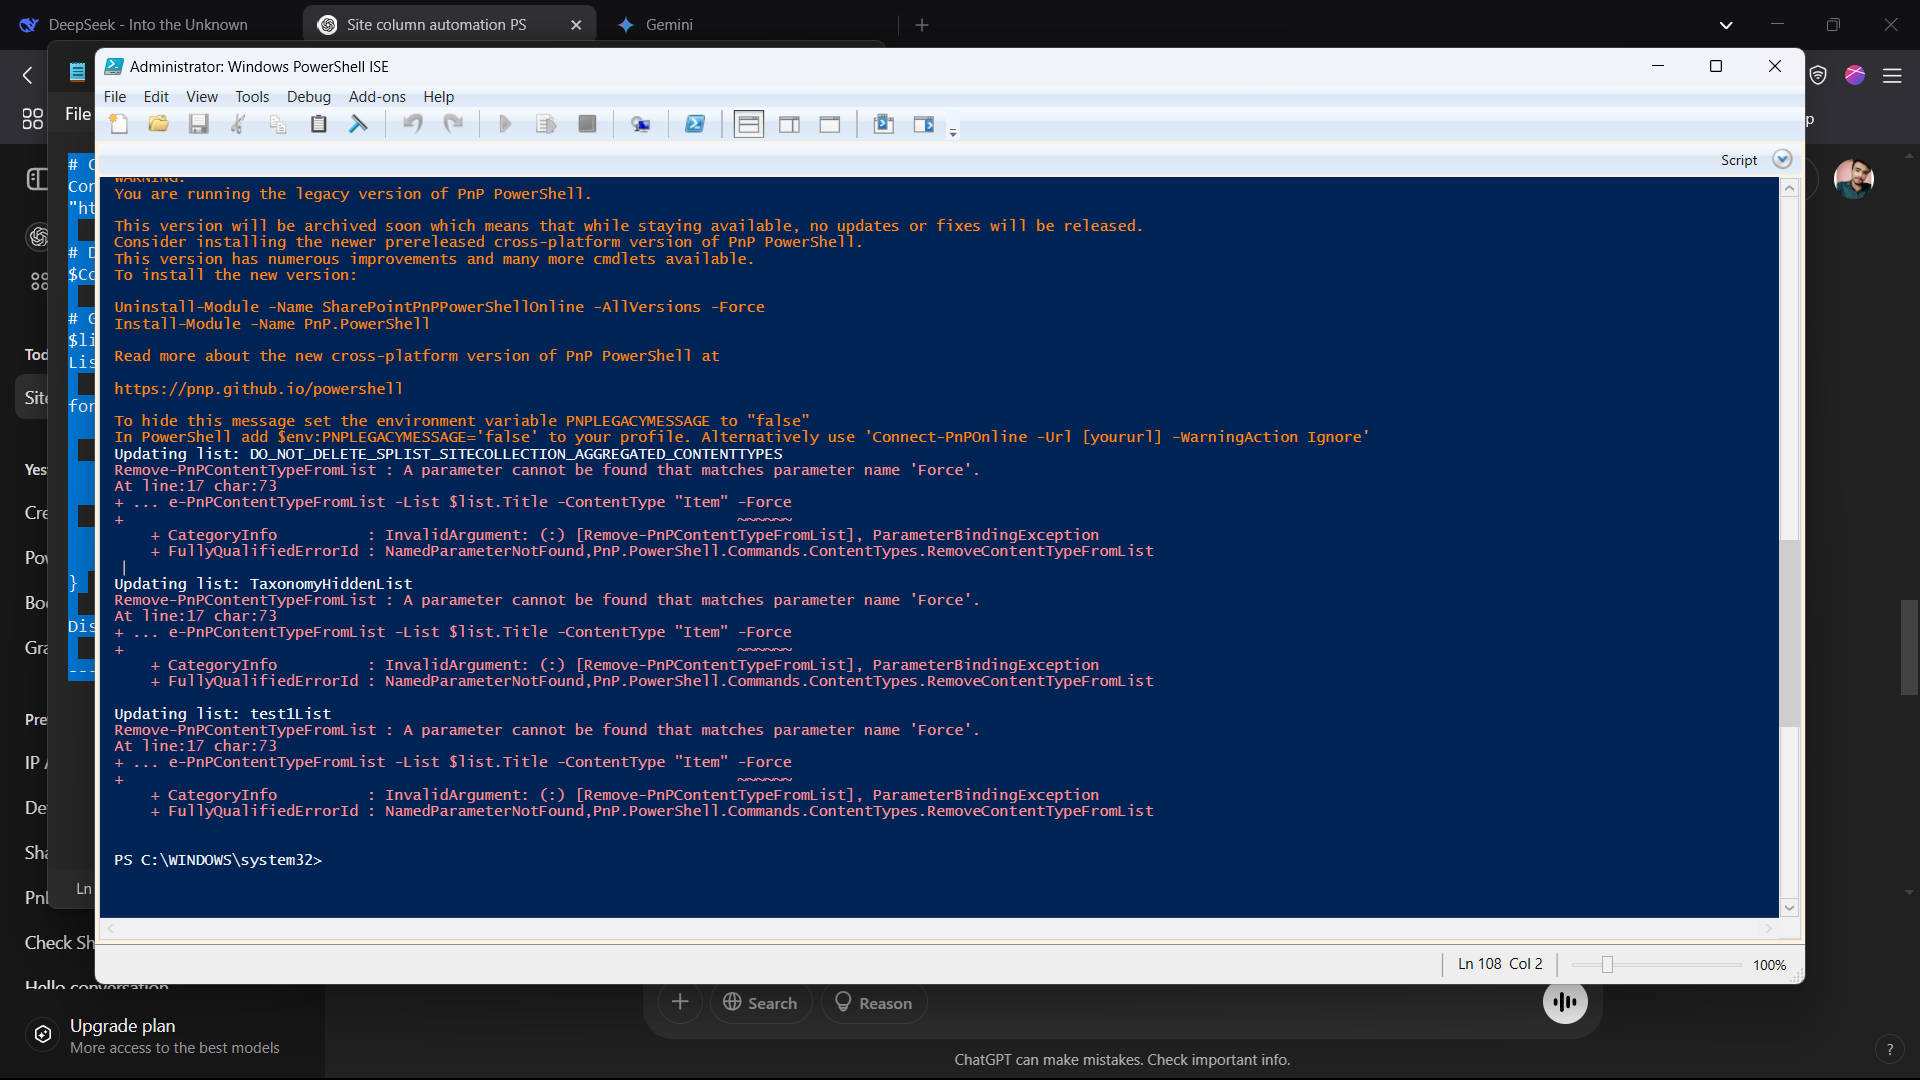 DeepSeek - Into the Unknown
Site column automation PS
Gemini
Administrator: Windows PowerShell ISE
File
File Edit View Tools Debug Add-ons Help
Script
WARNING:
You are running the legacy version of PnP PowerShell.
This version will be archived soon which means that while staying available, no updates or fixes will be released.
Consider installing the newer prereleased cross-platform version of PnP PowerShell.
This version has numerous improvements and many more cmdlets available.
To install the new version:
Uninstall-Module -Name SharePointPnPPowerShellOnline -AllVersions -Force
Install-Module -Name PnP.PowerShell
Read more about the new cross-platform version of PnP PowerShell at
https://pnp.github.io/powershell
To hide this message set the environment variable PNPLEGACYMESSAGE to "false"
In PowerShell add $env:PNPLEGACYMESSAGE='false' to your profile. Alternatively use 'Connect-PnPOnline -Url [yoururl] -WarningAction Ignore'
Updating list: DO_NOT_DELETE_SPLIST_SITECOLLECTION_AGGREGATED_CONTENTTYPES
Remove-PnPContentTypeFromList : A parameter cannot be found that matches parameter name 'Force'.
At line:17 char:73
+ ... e-PnPContentTypeFromList -List $list.Title -ContentType "Item" -Force
+ ~~~~~~
+ CategoryInfo : InvalidArgument: (:) [Remove-PnPContentTypeFromList], ParameterBindingException
+ FullyQualifiedErrorId : NamedParameterNotFound,PnP.PowerShell.Commands.ContentTypes.RemoveContentTypeFromList
Updating list: TaxonomyHiddenList
Remove-PnPContentTypeFromList : A parameter cannot be found that matches parameter name 'Force'.
At line:17 char:73
+ ... e-PnPContentTypeFromList -List $list.Title -ContentType "Item" -Force
+ ~~~~~~
+ CategoryInfo : InvalidArgument: (:) [Remove-PnPContentTypeFromList], ParameterBindingException
+ FullyQualifiedErrorId : NamedParameterNotFound,PnP.PowerShell.Commands.ContentTypes.RemoveContentTypeFromList
Updating list: test1List
Remove-PnPContentTypeFromList : A parameter cannot be found that matches parameter name 'Force'.
At line:17 char:73
+ ... e-PnPContentTypeFromList -List $list.Title -ContentType "Item" -Force
+ ~~~~~~
+ CategoryInfo : InvalidArgument: (:) [Remove-PnPContentTypeFromList], ParameterBindingException
+ FullyQualifiedErrorId : NamedParameterNotFound,PnP.PowerShell.Commands.ContentTypes.RemoveContentTypeFromList
PS C:\WINDOWS\system32>
Ln 108 Col 2
100%
# C
Con
"ht
# D
$Co
# G
$li
Lis
for
}
Dis
---
Ln
Tod
Site
Yes
Cre
Pov
Boo
Gra
Pre
IP A
De
Sha
Pnl
Check Sh
Hello conversation
Upgrade plan
More access to the best models
Search
Reason
ChatGPT can make mistakes. Check important info.
?